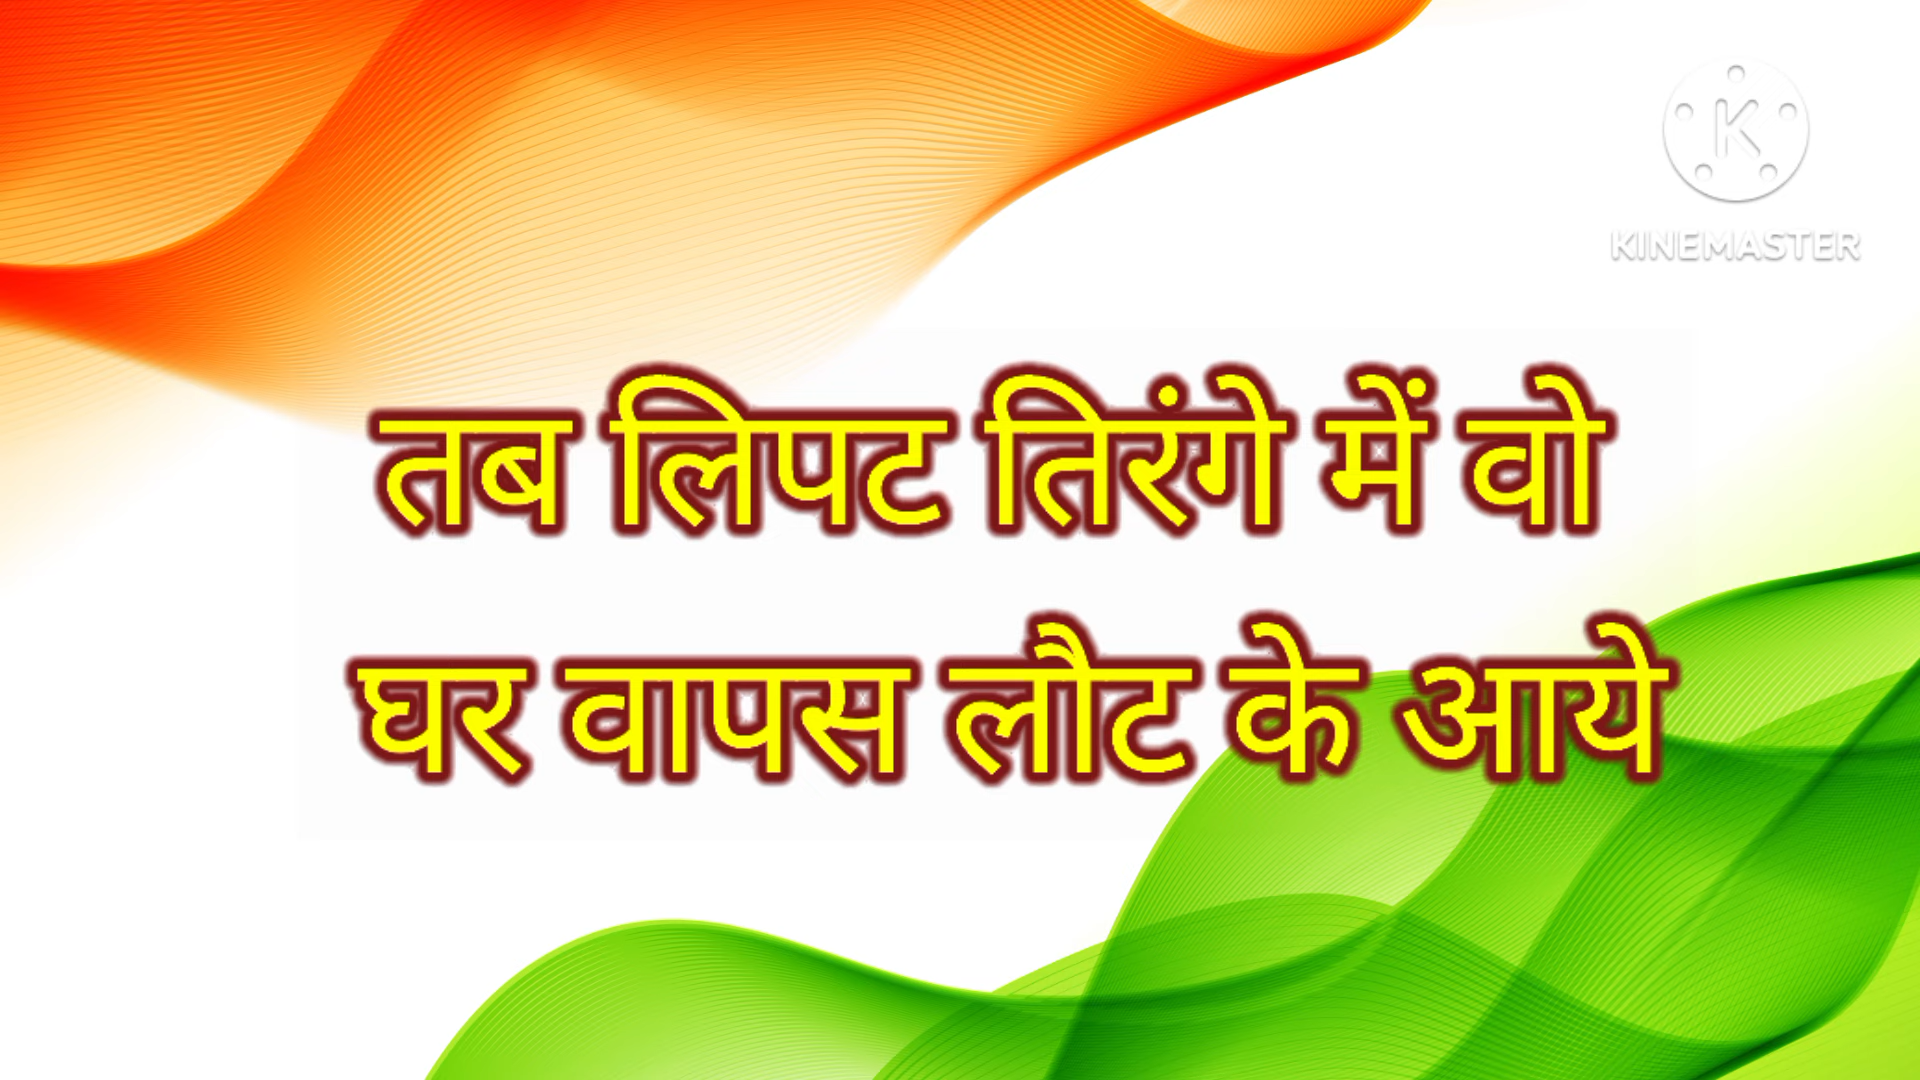 KINEMASTER
तब लिपट तिरंगे में वो
घर वापस लौट के आये